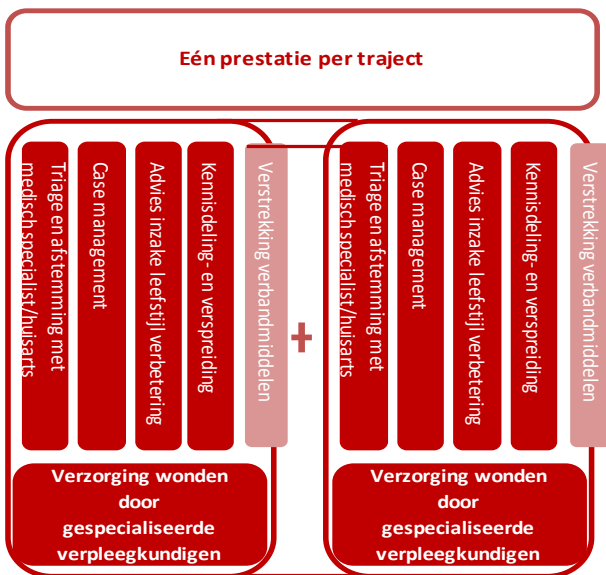 Eén prestatie per traject
Triage en afstemming met
medisch specialist/huisarts
Case management
Advies inzake leefstijl verbetering
Kennisdeling- en verspreiding
Verstrekking verbandmiddelen
Verzorging wonden
door
gespecialiseerde
verpleegkundigen
+
Triage en afstemming met
medisch specialist/huisarts
Case management
Advies inzake leefstijl verbetering
Kennisdeling- en verspreiding
Verstrekking verbandmiddelen
Verzorging wonden
door
gespecialiseerde
verpleegkundigen